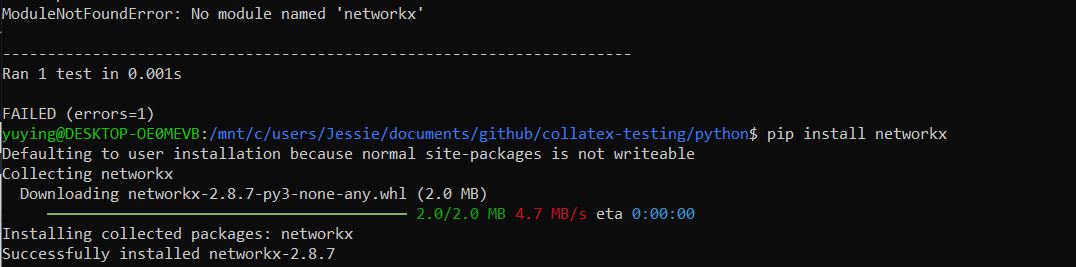 ModuleNotFoundError: No module named 'networkx'
----------------------------------------------------------------------
Ran 1 test in 0.001s
FAILED (errors=1)
yuying@DESKTOP-OE0MEVB:/mnt/c/users/Jessie/documents/github/collatex-testing/python$ pip install networkx
Defaulting to user installation because normal site-packages is not writeable
Collecting networkx
  Downloading networkx-2.8.7-py3-none-any.whl (2.0 MB)
     ━━━━━━━━━━━━━━━━━━━━━━━━━━━━━━━━━━━━━━━━ 2.0/2.0 MB 4.7 MB/s eta 0:00:00
Installing collected packages: networkx
Successfully installed networkx-2.8.7